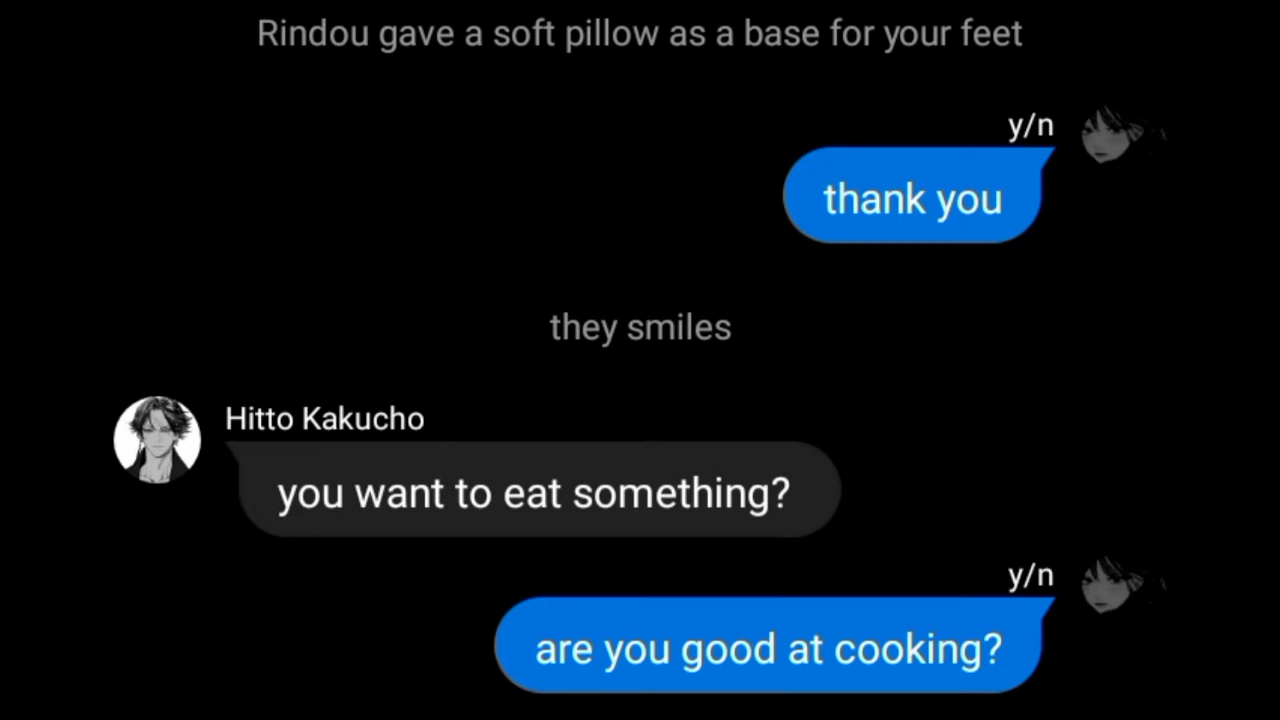 Rindou gave a soft pillow as a base for your feet
y/n
thank you
they smiles
Hitto Kakucho
you want to eat something?
y/n
are you good at cooking?